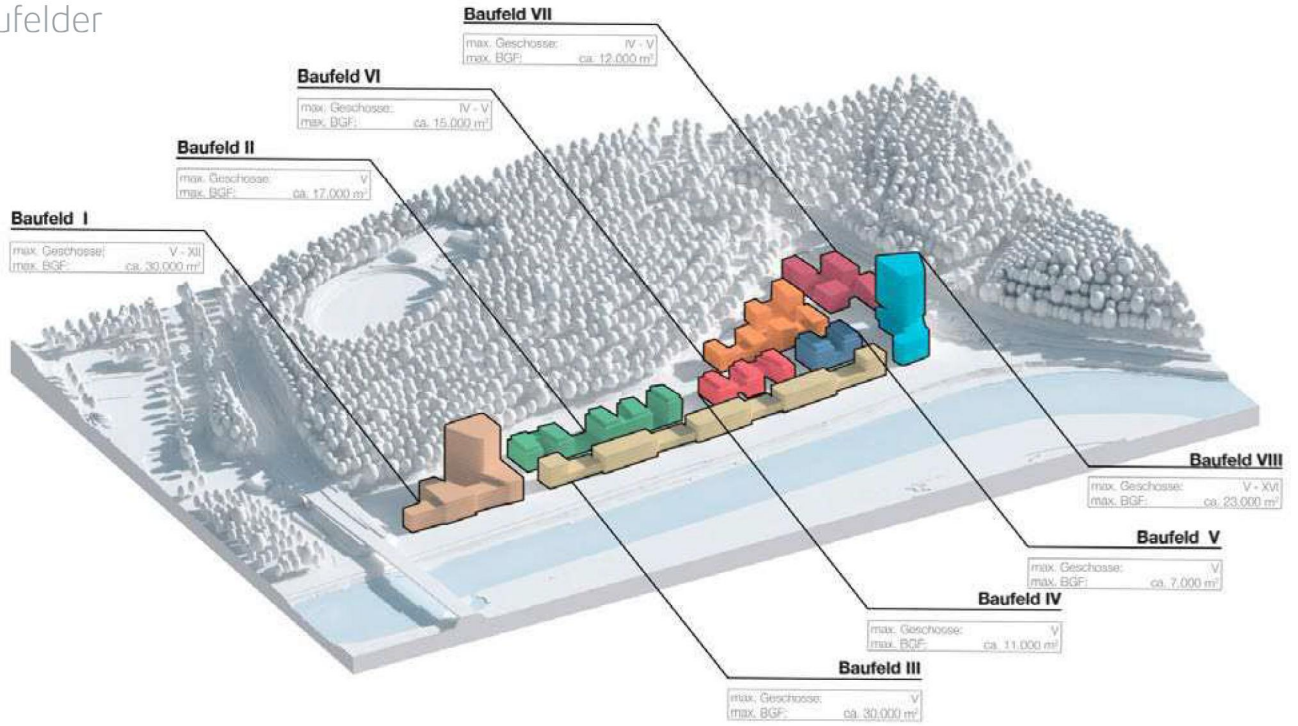 ufelder
Baufeld VII
max. Geschosse: IV - V
max. BGF: ca. 12.000 m²
Baufeld VI
max. Geschosse: IV - V
max. BGF: ca. 15.000 m²
Baufeld II
max. Geschosse: V
max. BGF: ca. 17.000 m²
Baufeld I
max. Geschosse: V - XII
max. BGF: ca. 30.000 m²
Baufeld VIII
max. Geschosse: V - XVI
max. BGF: ca. 23.000 m²
Baufeld V
max. Geschosse: V
max. BGF: ca. 7.000 m²
Baufeld IV
max. Geschosse: V
max. BGF: ca. 11.000 m²
Baufeld III
max. Geschosse: V
max. BGF: ca. 30.000 m²